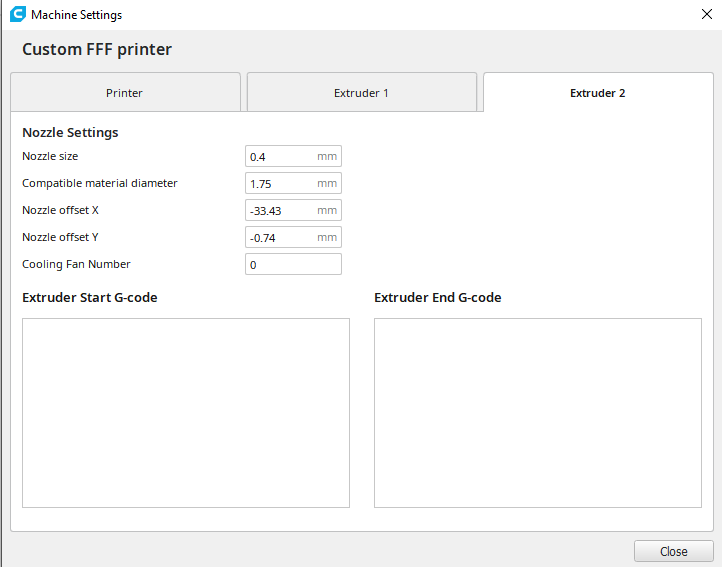 Machine Settings
Custom FFF printer
Printer
Extruder 1
Extruder 2
Nozzle Settings
Nozzle size 0.4 mm
Compatible material diameter 1.75 mm
Nozzle offset X -33.43 mm
Nozzle offset Y -0.74 mm
Cooling Fan Number 0
Extruder Start G-code
Extruder End G-code
Close